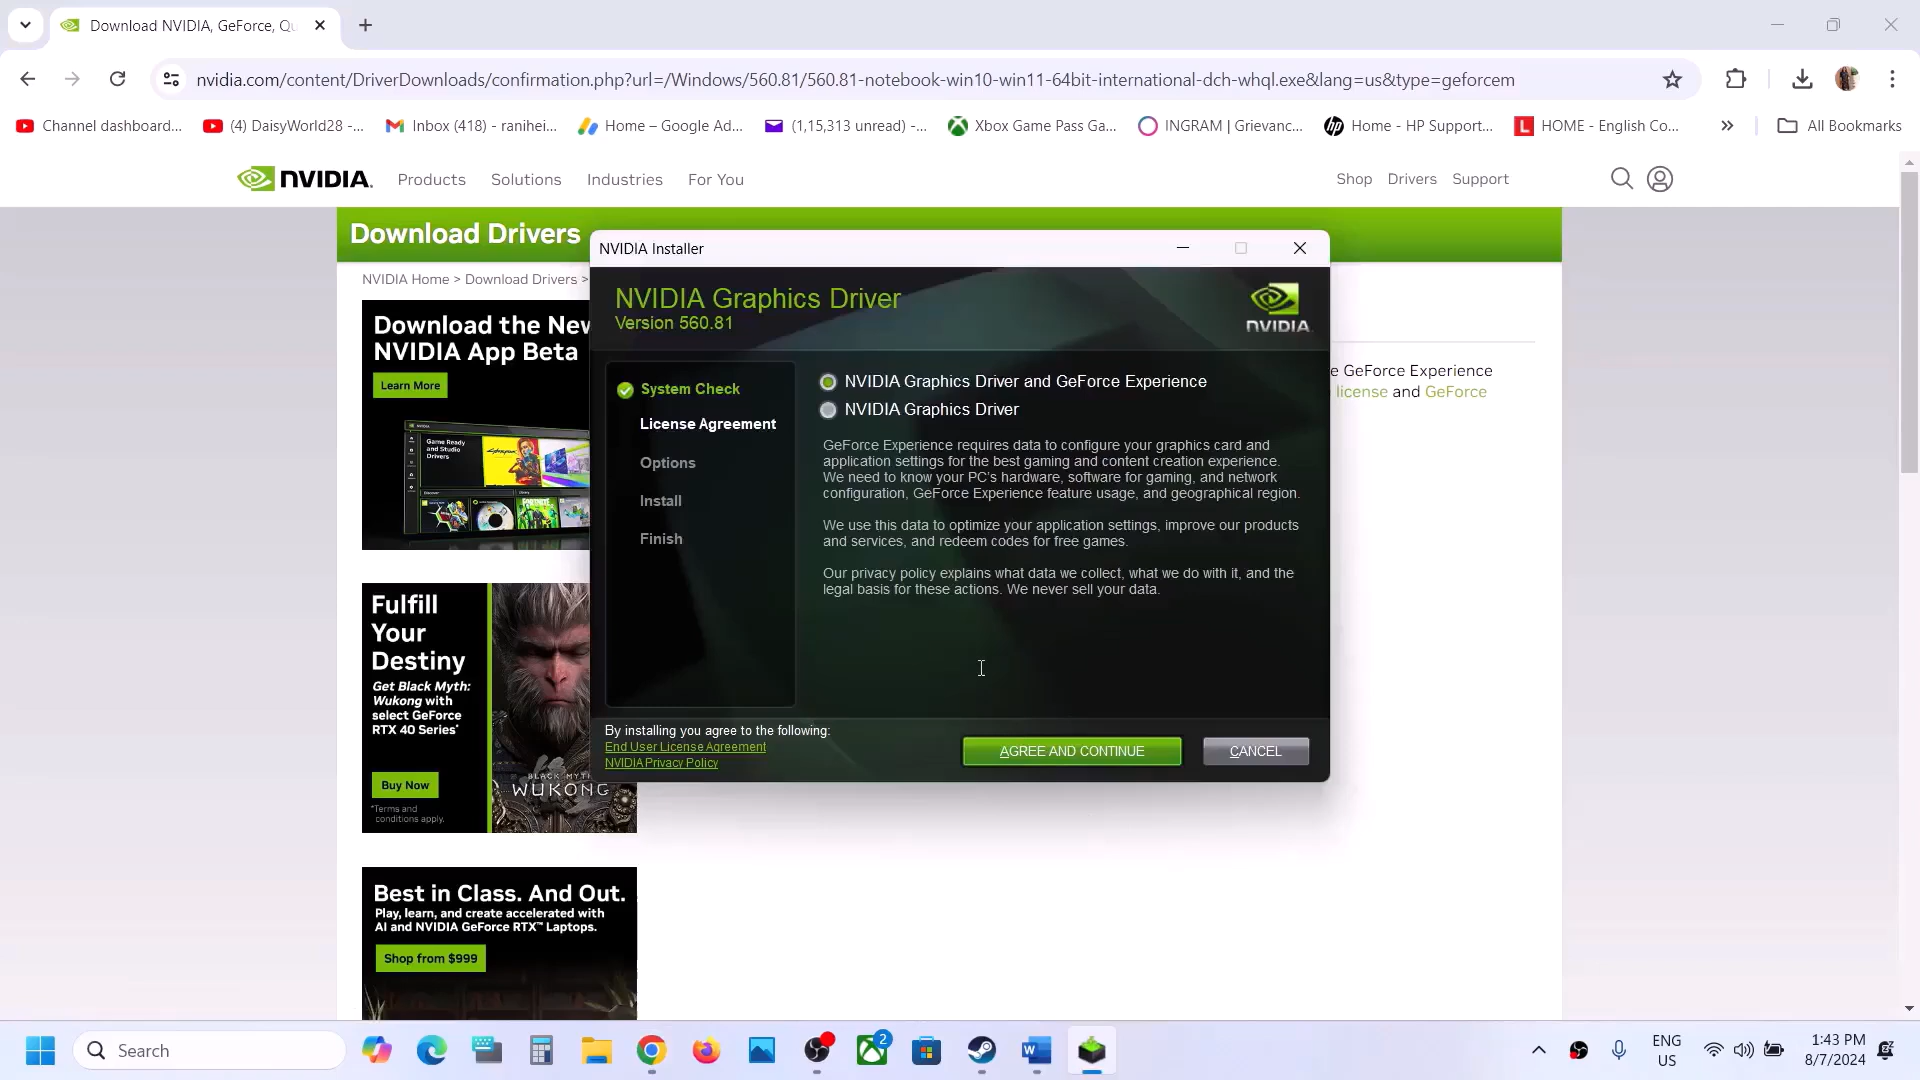 Download NVIDIA, GeForce, Qu
nvidia.com/content/DriverDownloads/confirmation.php?url=/Windows/560.81/560.81-notebook-win10-win11-64bit-international-dch-whql.exe&lang=us&type=geforcem
Channel dashboard...
(4) DaisyWorld28 -...
Inbox (418) - ranihei...
Home – Google Ad...
(1,15,313 unread) -...
Xbox Game Pass Ga...
INGRAM | Grievanc...
Home - HP Support...
HOME - English Co...
All Bookmarks
NVIDIA.
Products
Solutions
Industries
For You
Shop
Drivers
Support
Download Drivers
NVIDIA Home > Download Drivers >
Download the New
NVIDIA App Beta
Learn More
Game Ready
and Studio
Drivers
Fulfill
Your
Destiny
Get Black Myth:
Wukong with
select GeForce
RTX 40 Series*
Buy Now
*Terms and
conditions apply.
BLACK MYTH
WUKONG
Best in Class. And Out.
Play, learn, and create accelerated with
AI and NVIDIA GeForce RTX™ Laptops.
Shop from $999
e GeForce Experience
license and GeForce
NVIDIA Installer
NVIDIA Graphics Driver
Version 560.81
NVIDIA.
System Check
License Agreement
Options
Install
Finish
NVIDIA Graphics Driver and GeForce Experience
NVIDIA Graphics Driver
GeForce Experience requires data to configure your graphics card and
application settings for the best gaming and content creation experience.
We need to know your PC's hardware, software for gaming, and network
configuration, GeForce Experience feature usage, and geographical region.
We use this data to optimize your application settings, improve our products
and services, and redeem codes for free games.
Our privacy policy explains what data we collect, what we do with it, and the
legal basis for these actions. We never sell your data.
By installing you agree to the following:
End User License Agreement
NVIDIA Privacy Policy
AGREE AND CONTINUE
CANCEL
Search
2
ENG
US
1:43 PM
8/7/2024